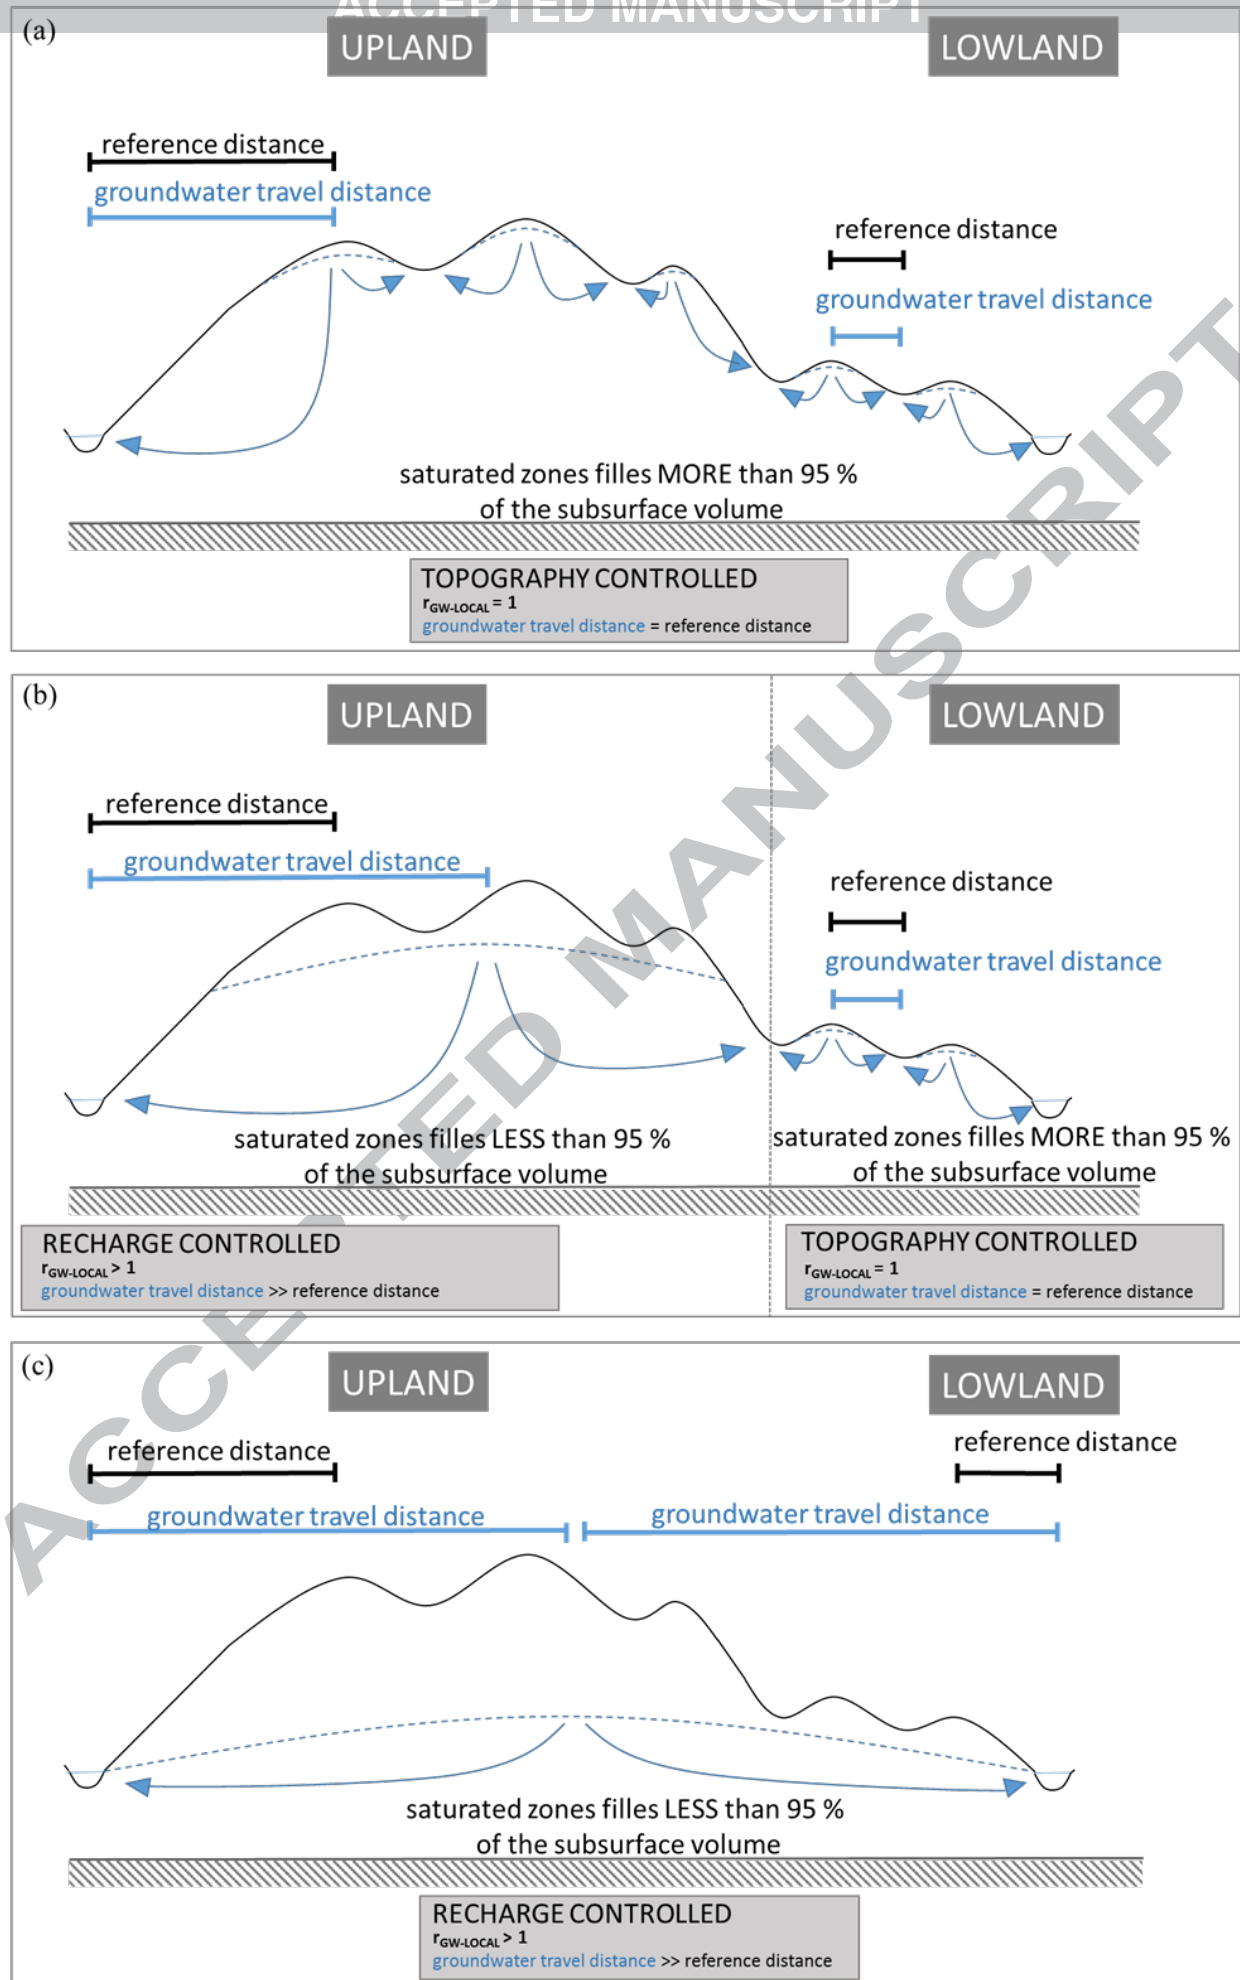 ACCEPTED MANUSCRIPT
(a)
UPLAND
LOWLAND
reference distance
groundwater travel distance
reference distance
groundwater travel distance
saturated zones filles MORE than 95 %
of the subsurface volume
TOPOGRAPHY CONTROLLED
rGW-LOCAL = 1
groundwater travel distance = reference distance
(b)
UPLAND
LOWLAND
reference distance
groundwater travel distance
reference distance
groundwater travel distance
saturated zones filles LESS than 95 %
of the subsurface volume
saturated zones filles MORE than 95 %
of the subsurface volume
RECHARGE CONTROLLED
rGW-LOCAL > 1
groundwater travel distance >> reference distance
TOPOGRAPHY CONTROLLED
rGW-LOCAL = 1
groundwater travel distance = reference distance
(c)
UPLAND
LOWLAND
reference distance
reference distance
groundwater travel distance
groundwater travel distance
saturated zones filles LESS than 95 %
of the subsurface volume
RECHARGE CONTROLLED
rGW-LOCAL > 1
groundwater travel distance >> reference distance
ACCEPTED MANUSCRIPT